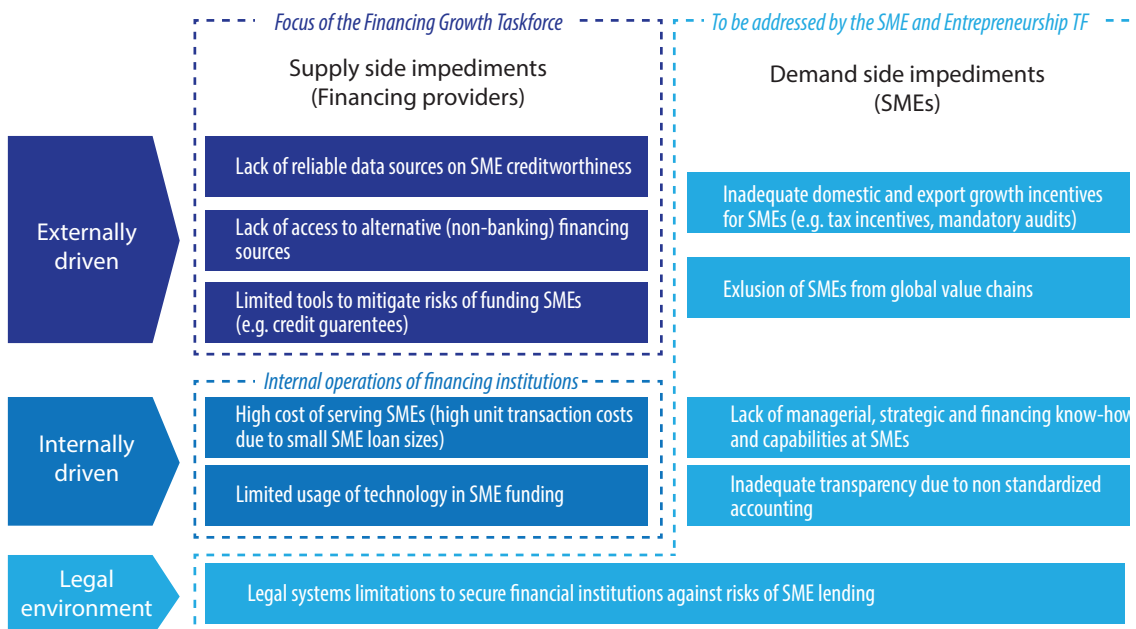 Focus of the Financing Growth Taskforce
To be addressed by the SME and Entrepreneurship TF
Supply side impediments
(Financing providers)
Demand side impediments
(SMEs)
Externally
driven
Lack of reliable data sources on SME creditworthiness
Lack of access to alternative (non-banking) financing
sources
Limited tools to mitigate risks of funding SMEs
(e.g. credit guarentees)
Inadequate domestic and export growth incentives
for SMEs (e.g. tax incentives, mandatory audits)
Exlusion of SMEs from global value chains
Internal operations of financing institutions
Internally
driven
High cost of serving SMEs (high unit transaction costs
due to small SME loan sizes)
Limited usage of technology in SME funding
Lack of managerial, strategic and financing know-how
and capabilities at SMEs
Inadequate transparency due to non standardized
accounting
Legal
environment
Legal systems limitations to secure financial institutions against risks of SME lending